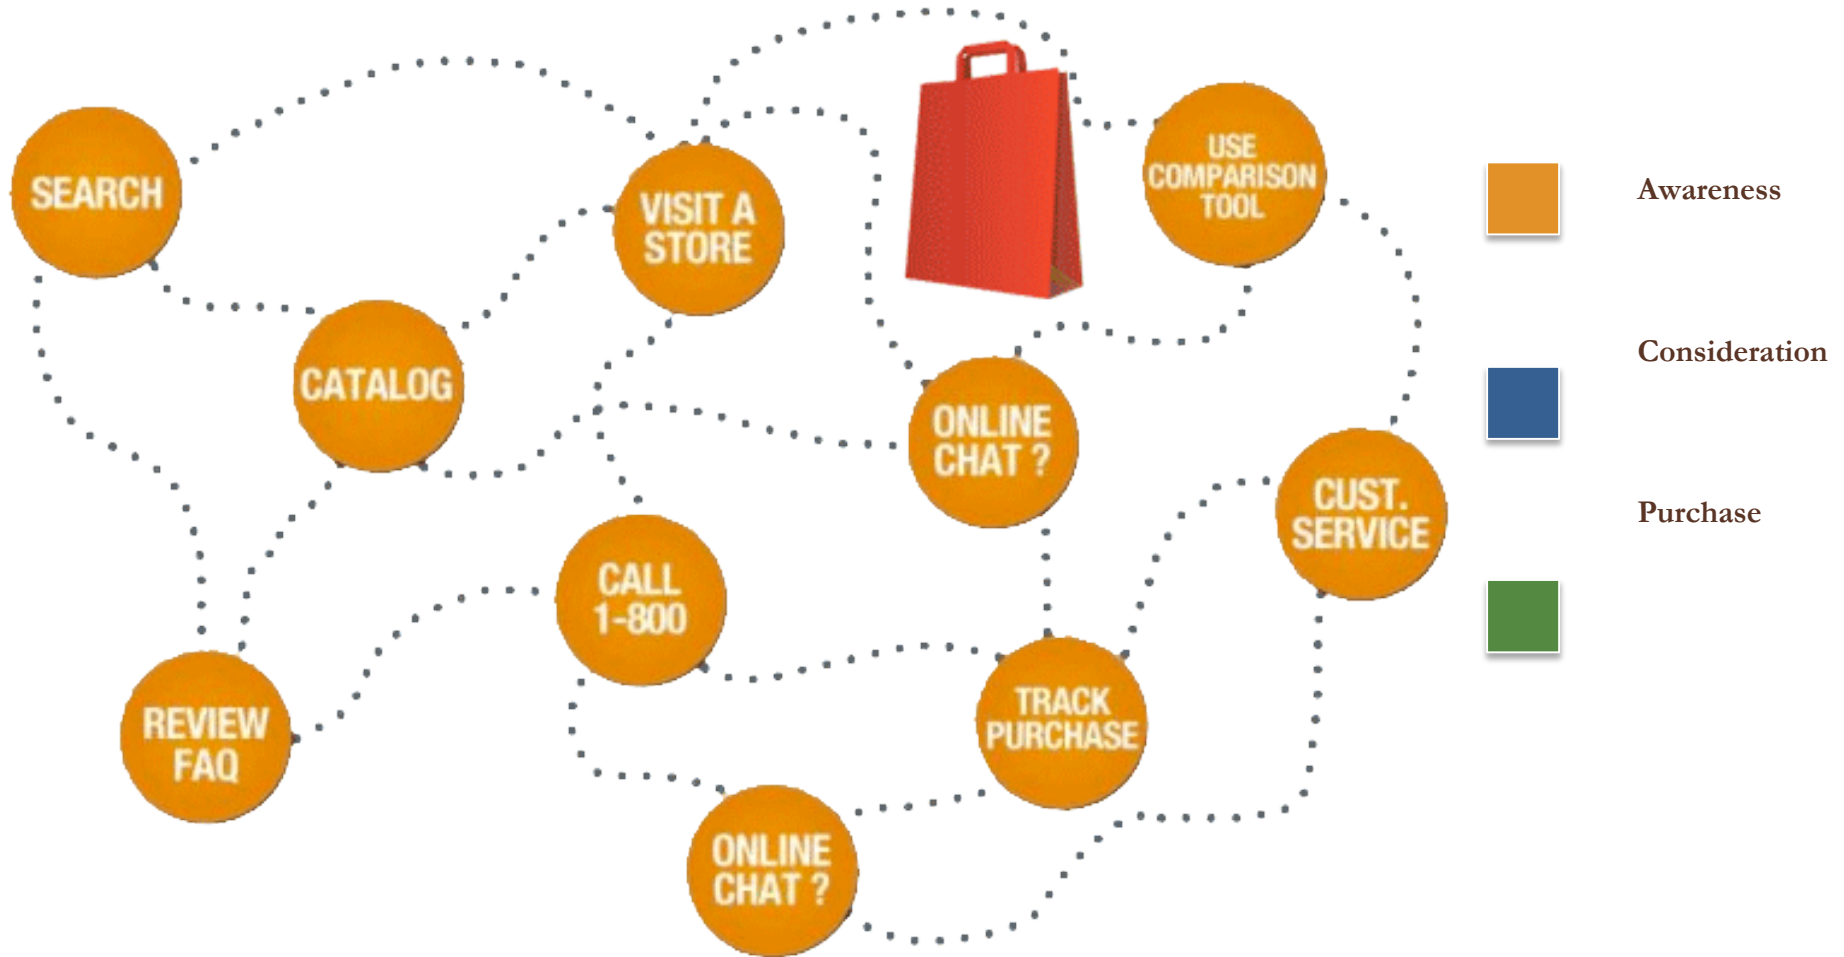 SEARCH
VISIT A
STORE
USE
COMPARISON
TOOL
CATALOG
ONLINE
CHAT ?
CUST.
SERVICE
CALL
1-800
REVIEW
FAQ
TRACK
PURCHASE
ONLINE
CHAT ?
Awareness
Consideration
Purchase